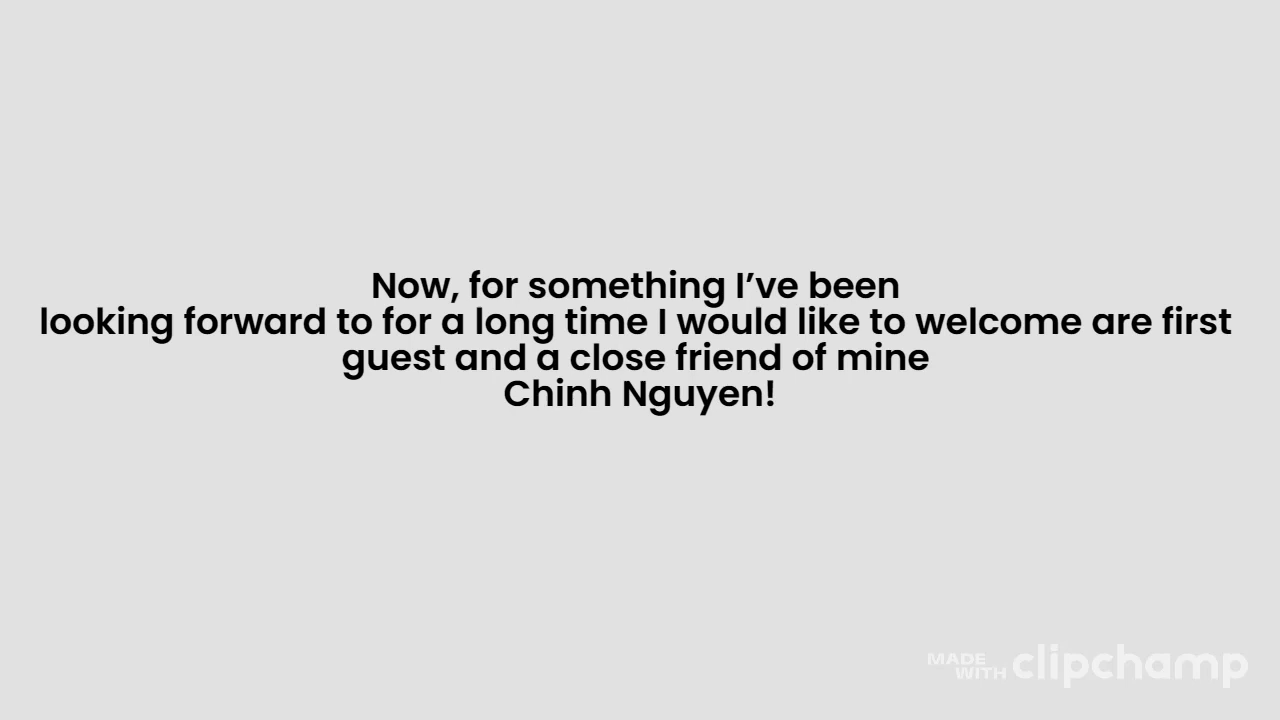 Now, for something I’ve been
looking forward to for a long time I would like to welcome are first
guest and a close friend of mine
Chinh Nguyen!
MADE
WITH clipchamp